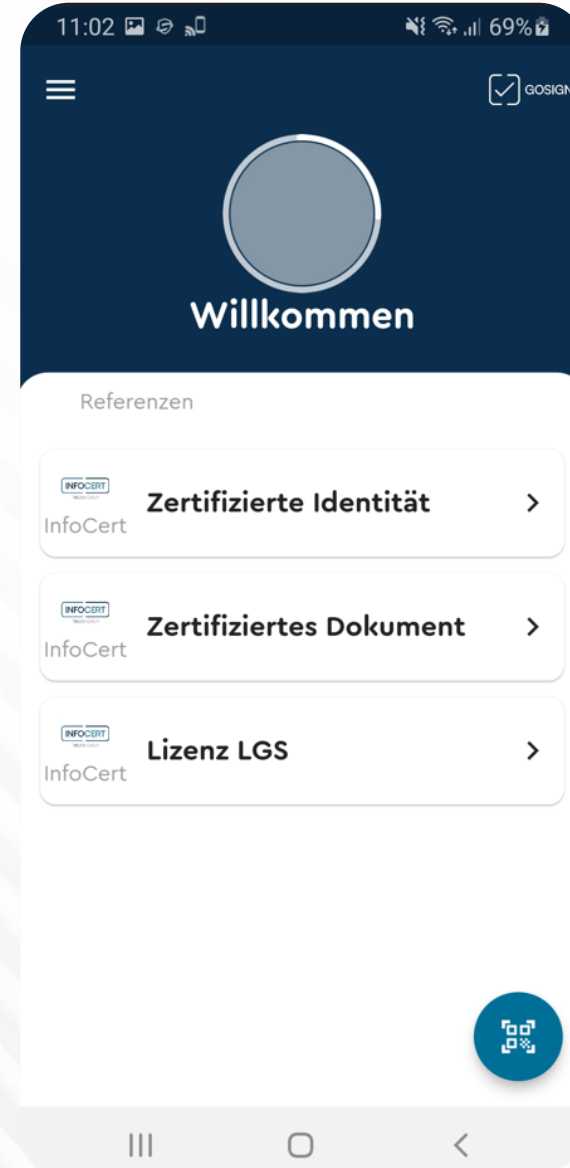 11:02 69%
GOSIGN
Willkommen
Referenzen
INFOCERT
InfoCert
Zertifizierte Identität
INFOCERT
InfoCert
Zertifiziertes Dokument
INFOCERT
InfoCert
Lizenz LGS